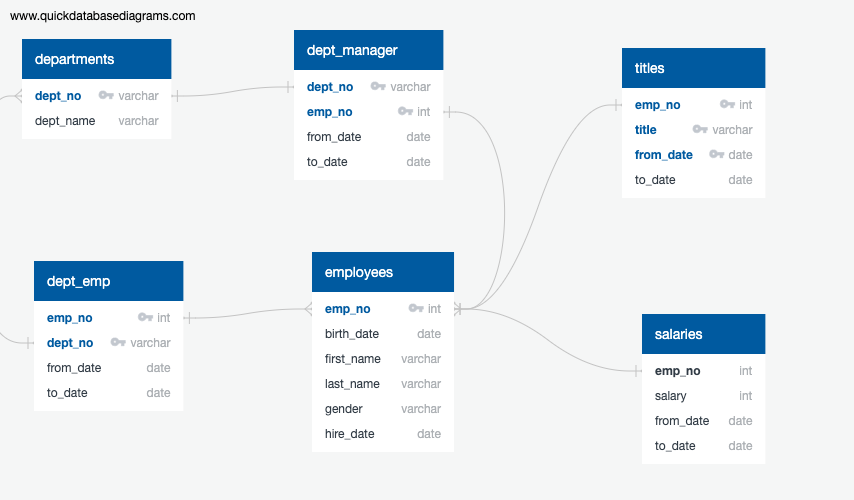 www.quickdatabasediagrams.com
departments
dept_no varchar
dept_name varchar
dept_manager
dept_no varchar
emp_no int
from_date date
to_date date
titles
emp_no int
title varchar
from_date date
to_date date
dept_emp
emp_no int
dept_no varchar
from_date date
to_date date
employees
emp_no int
birth_date date
first_name varchar
last_name varchar
gender varchar
hire_date date
salaries
emp_no int
salary int
from_date date
to_date date